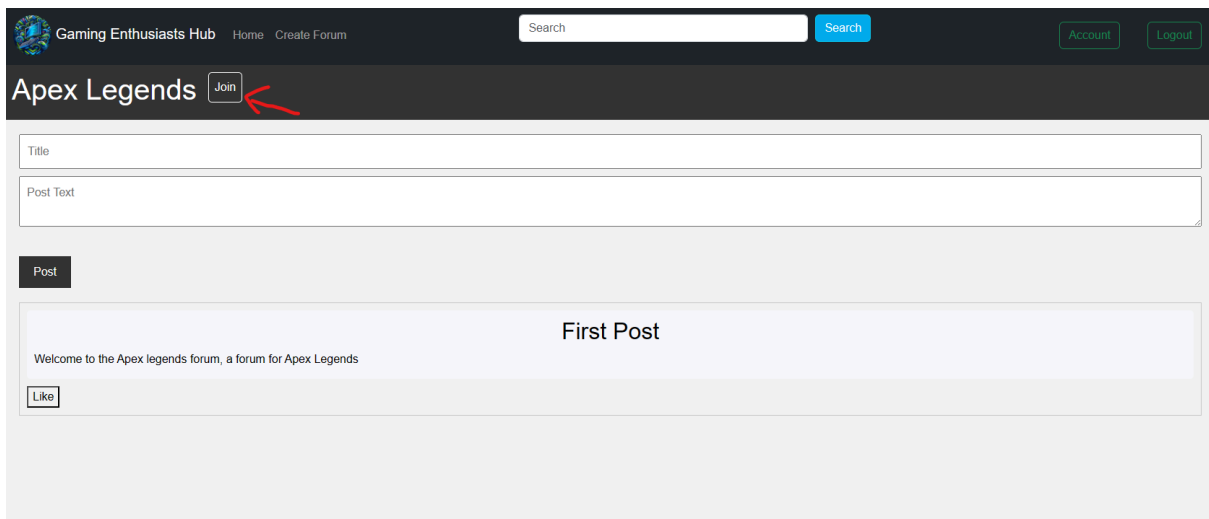 Gaming Enthusiasts Hub Home Create Forum Search Search Account Logout
Apex Legends Join
Title
Post Text
Post
First Post
Welcome to the Apex legends forum, a forum for Apex Legends
Like